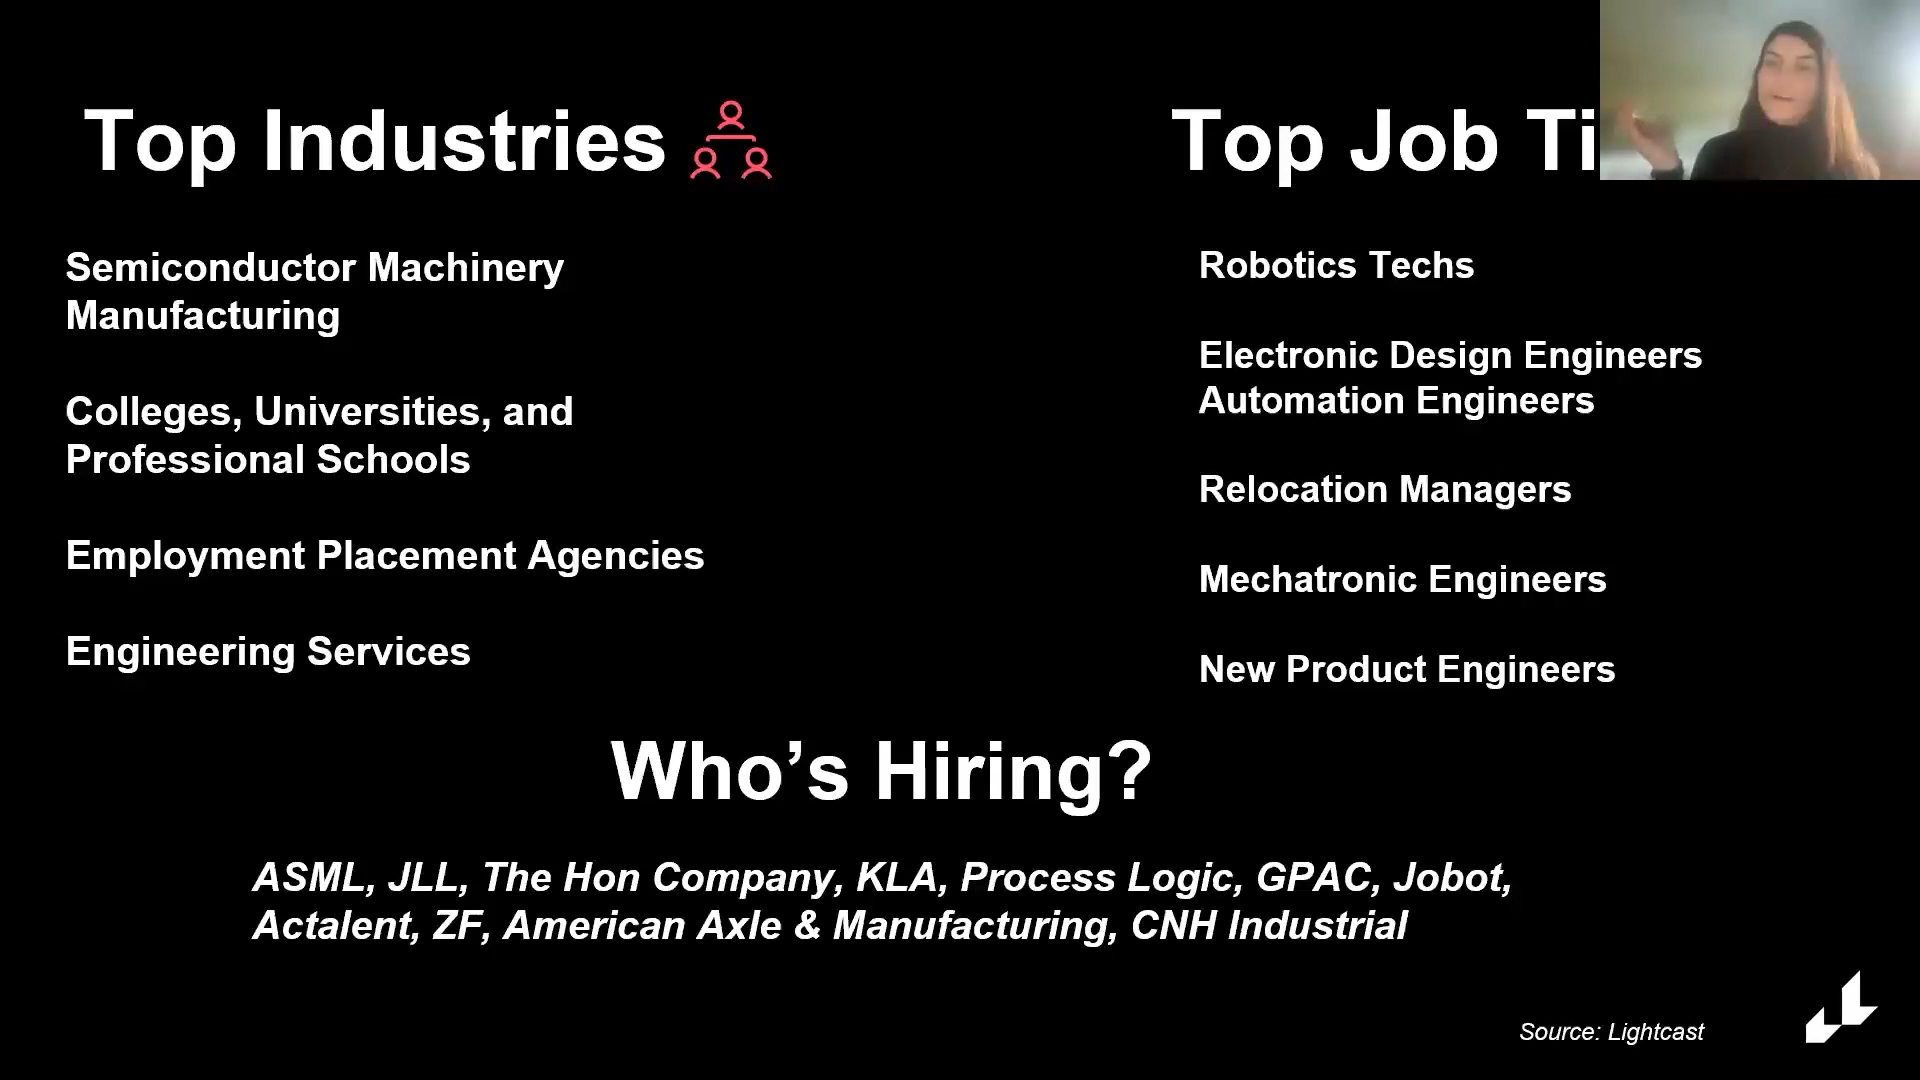 Top Industries
Semiconductor Machinery
Manufacturing
Colleges, Universities, and
Professional Schools
Employment Placement Agencies
Engineering Services
Top Job Ti
Robotics Techs
Electronic Design Engineers
Automation Engineers
Relocation Managers
Mechatronic Engineers
New Product Engineers
Who’s Hiring?
ASML, JLL, The Hon Company, KLA, Process Logic, GPAC, Jobot,
Actalent, ZF, American Axle & Manufacturing, CNH Industrial
Source: Lightcast